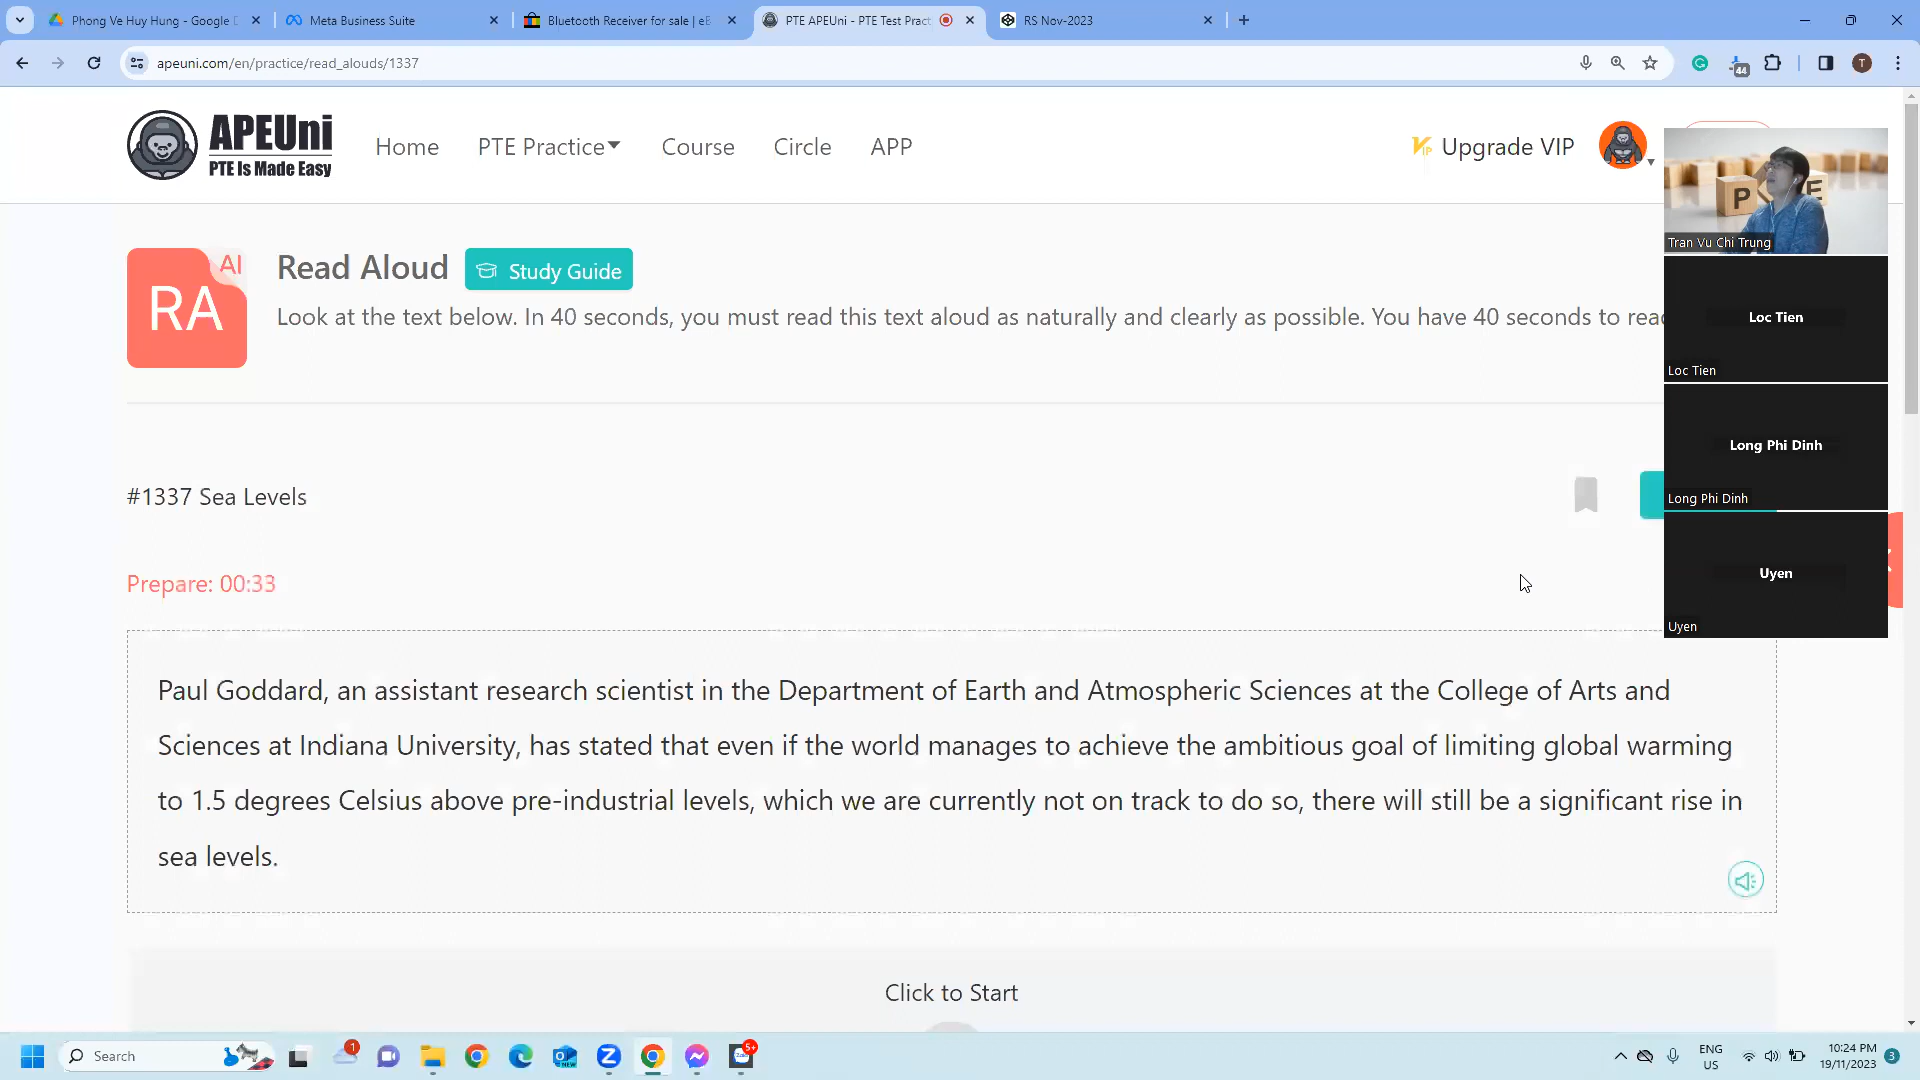 Phong Ve Huy Hung - Google D
Meta Business Suite
Bluetooth Receiver for sale | eB
PTE APEUni - PTE Test Pract
RS Nov-2023
apeuni.com/en/practice/read_alouds/1337
44
T
APEUni
PTE Is Made Easy
Home
PTE Practice
Course
Circle
APP
VIP
Upgrade VIP
P
E
Tran Vu Chi Trung
AI
RA
Read Aloud
Study Guide
Look at the text below. In 40 seconds, you must read this text aloud as naturally and clearly as possible. You have 40 seconds to read
Loc Tien
Loc Tien
Long Phi Dinh
Long Phi Dinh
#1337 Sea Levels
Uyen
Uyen
Prepare: 00:33
Paul Goddard, an assistant research scientist in the Department of Earth and Atmospheric Sciences at the College of Arts and
Sciences at Indiana University, has stated that even if the world manages to achieve the ambitious goal of limiting global warming
to 1.5 degrees Celsius above pre-industrial levels, which we are currently not on track to do so, there will still be a significant rise in
sea levels.
Click to Start
Search
1
NEW
Zalo
5+
ENG
US
10:24 PM
19/11/2023
3